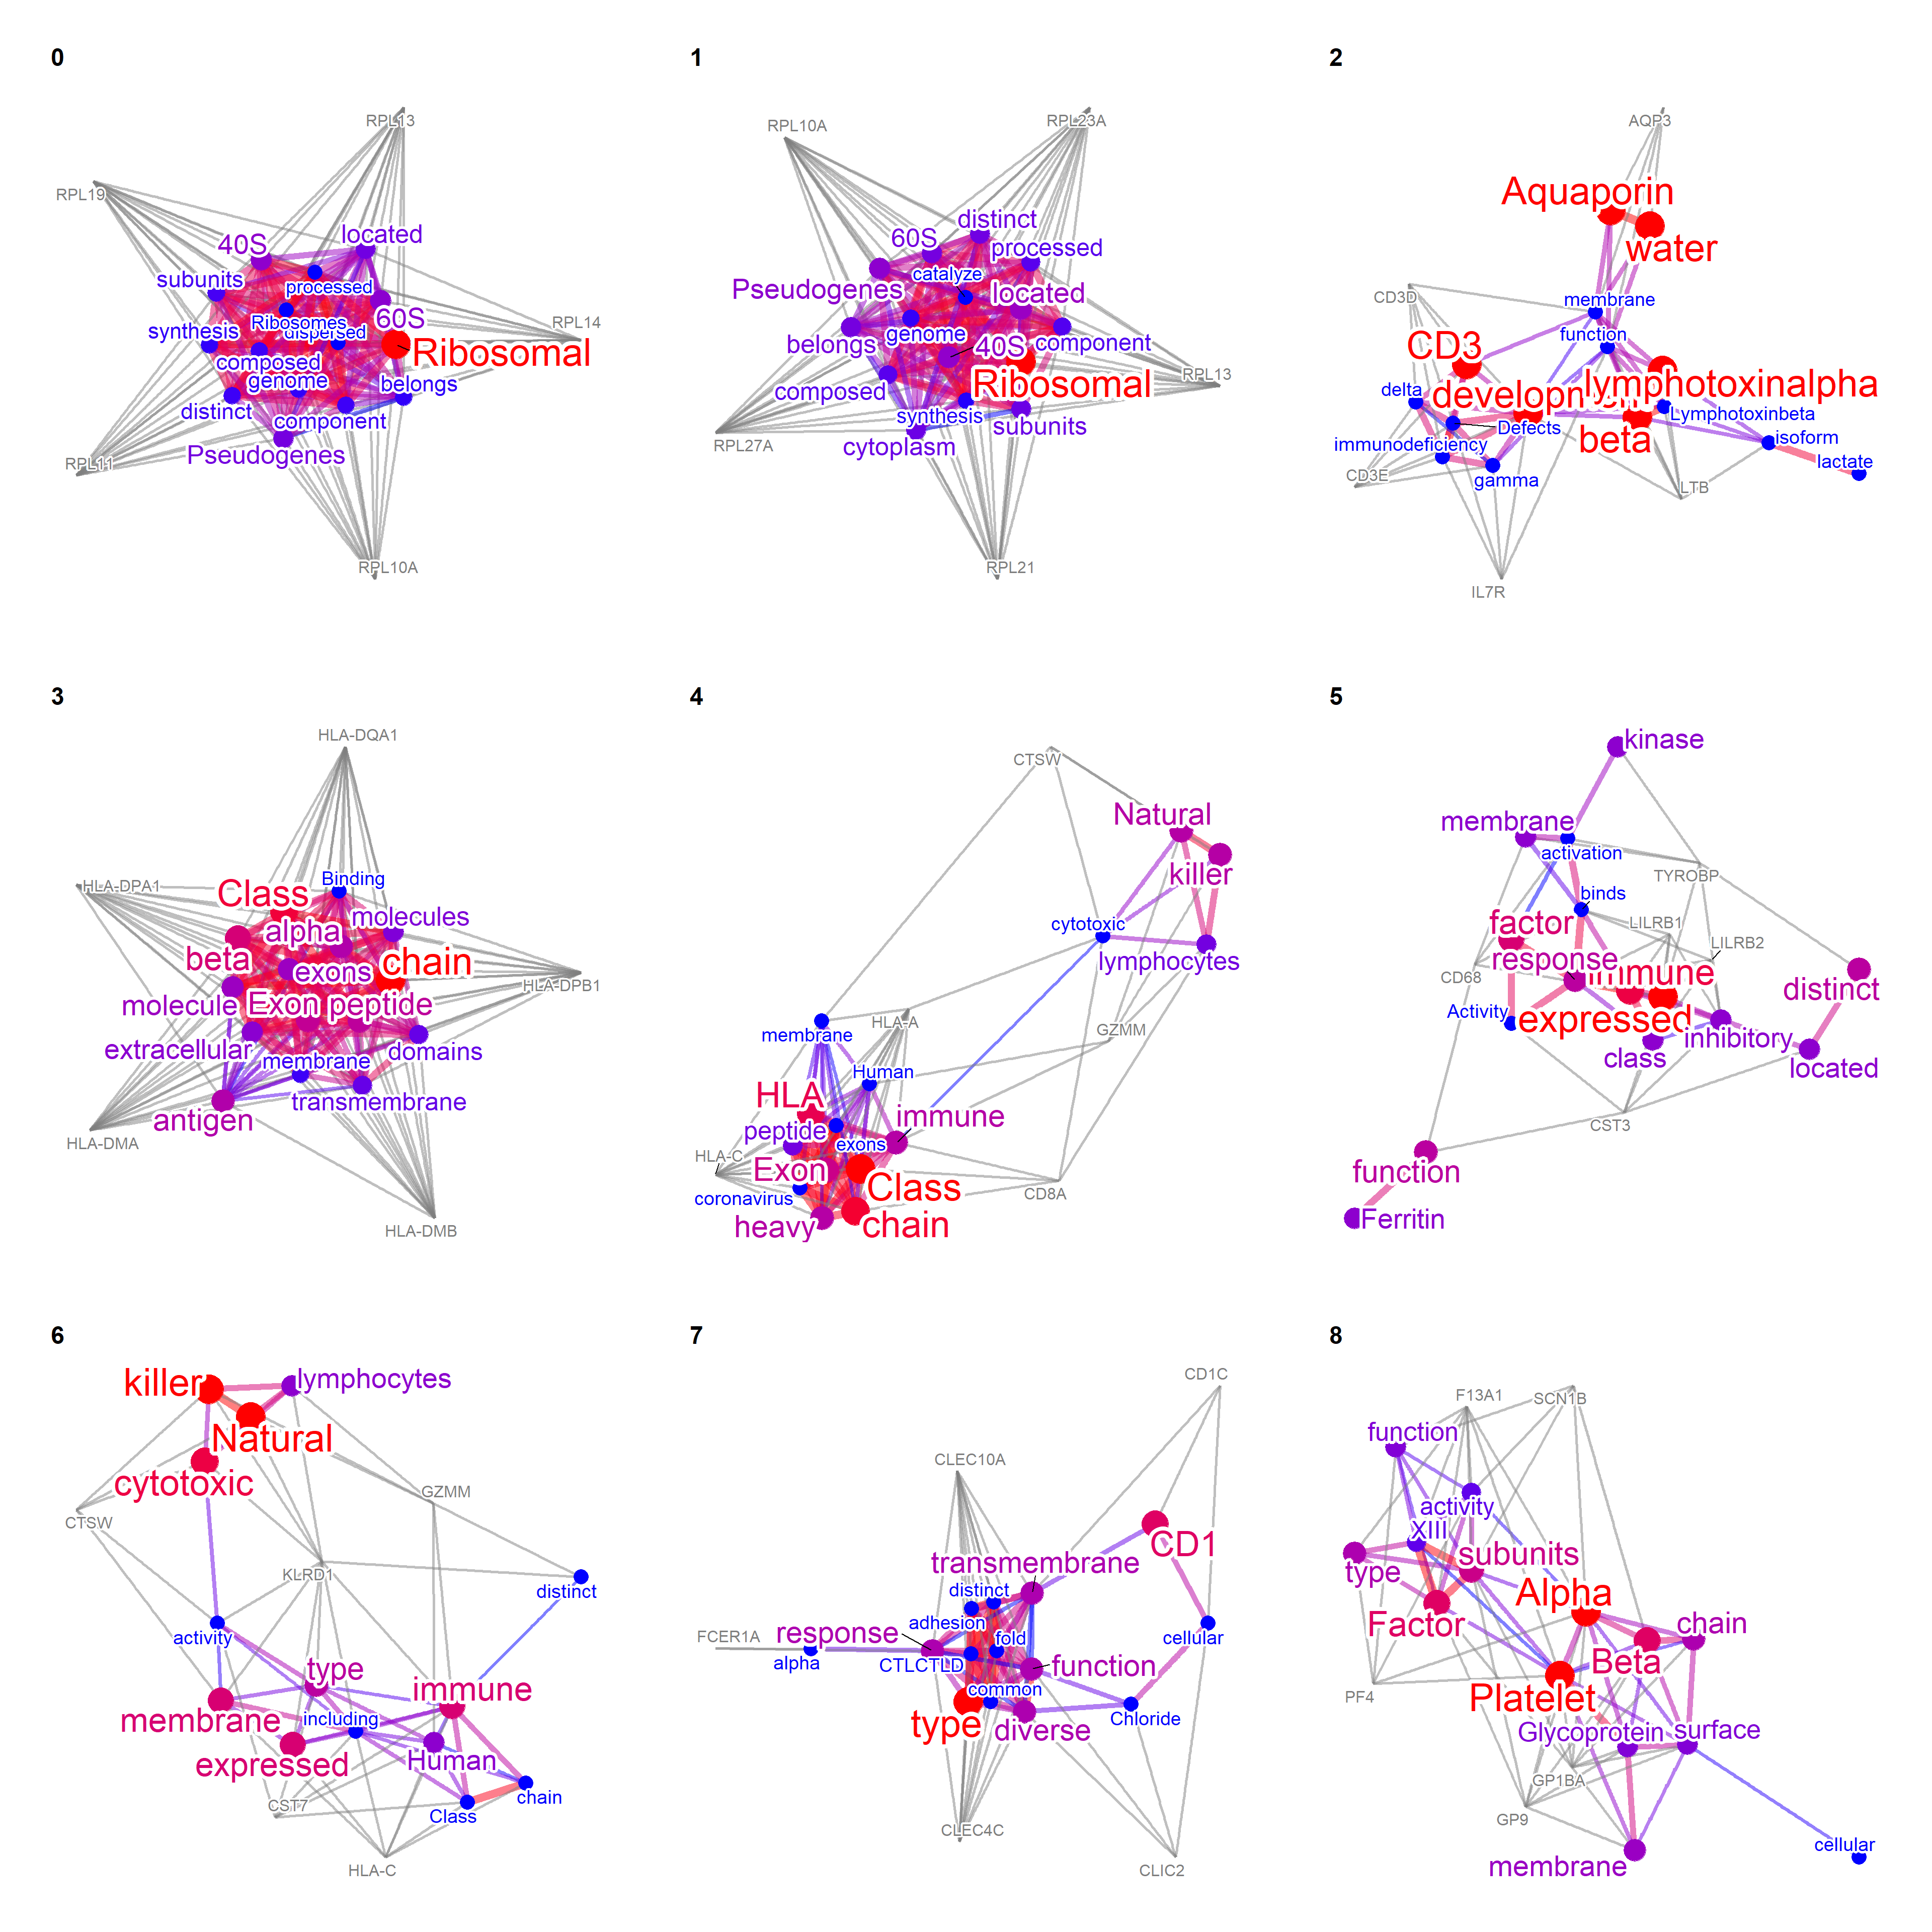 0
RPL13
RPL19
located
40S
subunits
processed
60S
RPL14
Ribosomes
synthesis
dispersed
Ribosomal
composed
genome
belongs
distinct
component
Pseudogenes
RPL11
RPL10A
1
RPL10A
RPL23A
distinct
60S
processed
catalyze
Pseudogenes
located
genome
belongs
40S
component
RPL13
Ribosomal
composed
synthesis
subunits
RPL27A
cytoplasm
RPL21
2
AQP3
Aquaporin
water
CD3D
membrane
function
CD3
lymphotoxinalpha
delta
Lymphotoxinbeta
Defects
beta
isoform
immunodeficiency
lactate
CD3E
gamma
LTB
IL7R
3
HLA-DQA1
Binding
HLA-DPA1
Class
molecules
alpha
beta
chain
exons
HLA-DPB1
molecule
Exon
peptide
extracellular
domains
membrane
transmembrane
antigen
HLA-DMA
HLA-DMB
4
CTSW
Natural
killer
cytotoxic
lymphocytes
HLA-A
GZMM
membrane
Human
HLA
immune
peptide
exons
HLA-C
Exon
Class
CD8A
coronavirus
heavy
chain
5
kinase
membrane
activation
TYROBP
binds
factor
LILRB1
LILRB2
response
CD68
immune
distinct
Activity
expressed
inhibitory
class
located
CST3
function
Ferritin
6
killer
lymphocytes
Natural
cytotoxic
GZMM
CTSW
KLRD1
distinct
activity
type
immune
membrane
including
expressed
Human
chain
CST7
Class
HLA-C
7
CD1C
CLEC10A
CD1
transmembrane
distinct
adhesion
FCER1A
response
fold
cellular
alpha
CTLCTLD
function
common
type
diverse
Chloride
CLEC4C
CLIC2
8
F13A1
SCN1B
function
activity
XIII
subunits
type
Alpha
Factor
chain
Beta
PF4
Platelet
Glycoprotein
surface
GP1BA
GP9
cellular
membrane